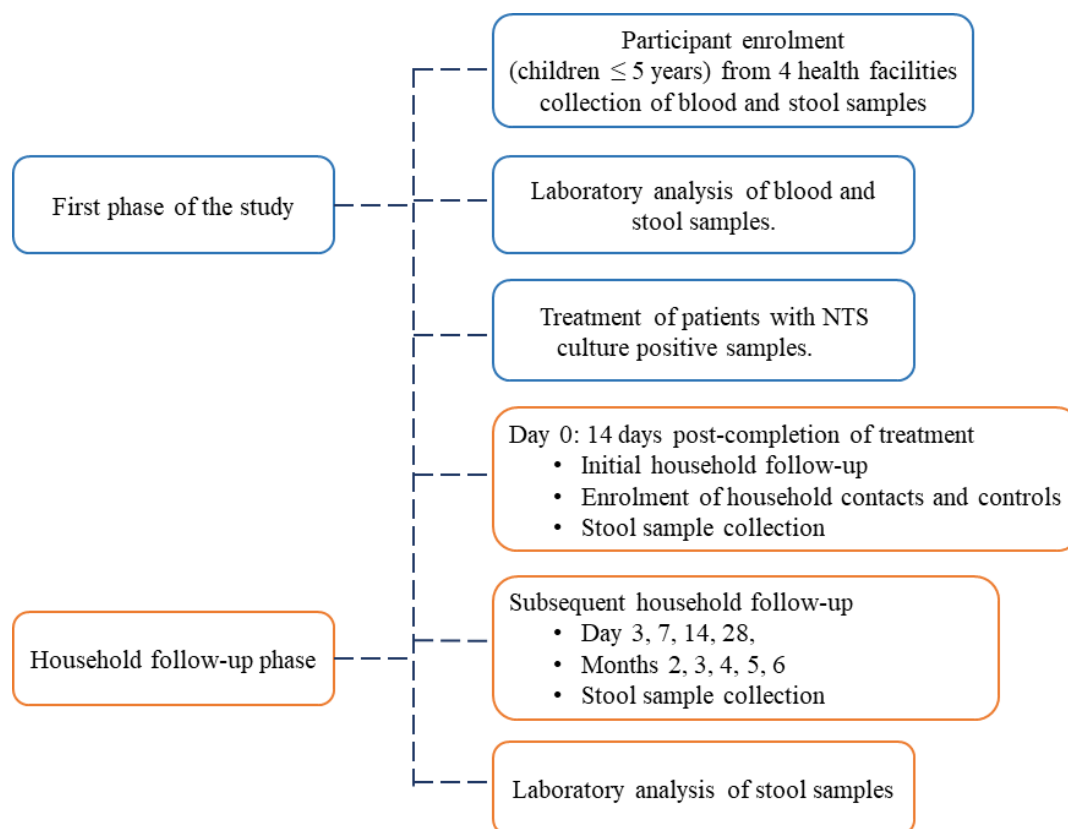 Participant enrolment
(children ≤ 5 years) from 4 health facilities
collection of blood and stool samples
First phase of the study
Laboratory analysis of blood and
stool samples.
Treatment of patients with NTS
culture positive samples.
Day 0: 14 days post-completion of treatment
• Initial household follow-up
• Enrolment of household contacts and controls
• Stool sample collection
Household follow-up phase
Subsequent household follow-up
• Day 3, 7, 14, 28,
• Months 2, 3, 4, 5, 6
• Stool sample collection
Laboratory analysis of stool samples